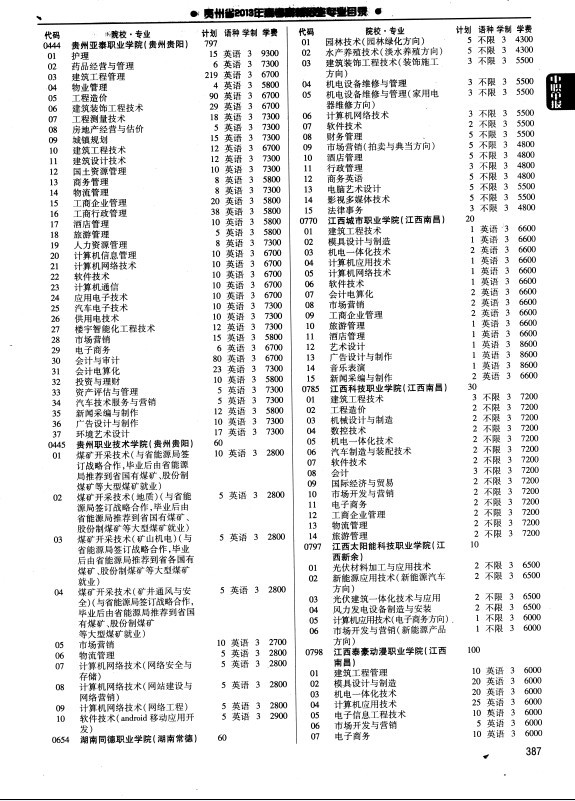 贵州省2013年高职高专招生专业目录
代码 院校·专业 计划 语种 学制 学费
0444 贵州亚泰职业学院(贵州贵阳) 797
01 护理 15 英语 3 9300
02 药品经营与管理 6 英语 3 7300
03 建筑工程管理 219 英语 3 6700
04 物业管理 4 英语 3 5800
05 工程造价 90 英语 3 6700
06 建筑装饰工程技术 29 英语 3 6700
07 工程测量技术 18 英语 3 7300
08 房地产经营与估价 5 英语 3 7300
09 城镇规划 15 英语 3 7300
10 建筑工程技术 12 英语 3 6700
11 建筑设计技术 12 英语 3 7300
12 国土资源管理 10 英语 3 7300
13 商务管理 8 英语 3 5800
14 物流管理 8 英语 3 7300
15 工商企业管理 20 英语 3 5800
16 工商行政管理 38 英语 3 5800
17 酒店管理 10 英语 3 5800
18 旅游管理 5 英语 3 5800
19 人力资源管理 8 英语 3 7300
20 计算机信息管理 10 英语 3 6700
21 计算机网络技术 10 英语 3 6700
22 软件技术 10 英语 3 6700
23 计算机通信 10 英语 3 6700
24 应用电子技术 10 英语 3 6700
25 汽车电子技术 10 英语 3 7300
26 供用电技术 10 英语 3 7300
27 楼宇智能化工程技术 12 英语 3 7300
28 市场营销 15 英语 3 5800
29 电子商务 6 英语 3 6700
30 会计与审计 80 英语 3 6700
31 会计电算化 23 英语 3 7300
32 投资与理财 10 英语 3 5800
33 资产评估与管理 5 英语 3 7300
34 汽车技术服务与营销 5 英语 3 7300
35 新闻采编与制作 12 英语 3 5800
36 广告设计与制作 10 英语 3 7300
37 环境艺术设计 17 英语 3 7300
0445 贵州职业技术学院(贵州贵阳) 60
01 煤矿开采技术(与省能源局签 10 英语 3 2800
订战略合作,毕业后由省能源
局推荐到省国有煤矿、股份制
煤矿等大型煤矿就业)
02 煤矿开采技术(地质)(与省能 5 英语 3 2800
源局签订战略合作,毕业后由
省能源局推荐到省国有煤矿、
股份制煤矿等大型煤矿就业)
03 煤矿开采技术(矿山机电)(与 5 英语 3 2800
省能源局签订战略合作,毕业
后由省能源局推荐到省各国有
煤矿、股份制煤矿等大型煤矿
就业)
04 煤矿开采技术(矿井通风与安 5 英语 3 2800
全)(与省能源局签订战略合作,
毕业后由省能源局推荐到省国
有煤矿、股份制煤矿
等大型煤矿就业)
05 市场营销 10 英语 3 2700
06 物流管理 5 英语 3 2800
07 计算机网络技术(网络安全与 5 英语 3 2800
存储)
08 计算机网络技术(网站建设与 5 英语 3 2800
网络营销)
09 计算机网络技术(网络工程) 5 英语 3 2800
10 软件技术(android移动应用开 5 英语 3 2900
发)
0654 湖南同德职业学院(湖南常德) 60
代码 院校·专业 计划 语种 学制 学费
01 园林技术(园林绿化方向) 5 不限 3 4300
02 水产养殖技术(淡水养殖方向) 5 不限 3 4300
03 建筑装饰工程技术(装饰施工 3 不限 3 5500
方向)
04 机电设备维修与管理 3 不限 3 5500
05 机电设备维修与管理(家用电 3 不限 3 5500
器维修方向)
06 计算机网络技术 3 不限 3 5500
07 软件技术 2 不限 3 5500
08 财务管理 5 不限 3 5500
09 市场营销(拍卖与典当方向) 5 不限 3 4800
10 酒店管理 5 不限 3 4800
11 行政管理 3 不限 3 4800
12 商务英语 5 不限 3 4800
13 电脑艺术设计 5 不限 3 5500
14 影视多媒体技术 5 不限 3 5500
15 法律事务 3 不限 3 4800
0770 江西城市职业学院(江西南昌) 20
01 建筑工程技术 1 英语 3 6600
02 模具设计与制造 1 英语 3 6600
03 机电一体化技术 2 英语 3 6600
04 计算机应用技术 1 英语 3 6600
05 计算机网络技术 1 英语 3 6600
06 软件技术 1 英语 3 6600
07 会计电算化 2 英语 3 6600
08 市场营销 2 英语 3 6600
09 工商企业管理 2 英语 3 6600
10 旅游管理 1 英语 3 6600
11 酒店管理 1 英语 3 6600
12 艺术设计 1 英语 3 8600
13 广告设计与制作 1 英语 3 8600
14 音乐表演 1 英语 3 8600
15 新闻采编与制作 2 英语 3 6600
0785 江西科技职业学院(江西南昌) 30
01 建筑工程技术 3 不限 3 7200
02 工程造价 2 不限 3 7200
03 机械设计与制造 2 不限 3 7200
04 数控技术 2 不限 3 7200
05 机电一体化技术 2 不限 3 7200
06 汽车制造与装配技术 2 不限 3 7200
07 软件技术 2 不限 3 7200
08 会计 3 不限 3 7200
09 国际经济与贸易 2 不限 3 7200
10 市场开发与营销 2 不限 3 7200
11 电子商务 2 不限 3 7200
12 工商企业管理 2 不限 3 7200
13 物流管理 2 不限 3 7200
14 旅游管理 2 不限 3 7200
0797 江西太阳能科技职业学院(江 10
西新余)
01 光伏材料加工与应用技术 2 不限 3 6500
02 新能源应用技术(新能源汽车 2 不限 3 6500
方向)
03 光伏建筑一体化技术与应用 2 不限 3 6500
04 风力发电设备制造与安装 2 不限 3 6500
05 计算机应用技术(电子商务方向) 1 不限 3 6000
06 市场开发与营销(新能源产品 1 不限 3 6000
方向)
0798 江西泰豪动漫职业学院(江西 100
南昌)
01 建筑工程管理 10 英语 3 6000
02 模具设计与制造 20 英语 3 6000
03 机电一体化技术 20 英语 3 6000
04 计算机应用技术 25 英语 3 6000
05 电子信息工程技术 10 英语 3 6000
06 市场开发与营销 5 英语 3 6000
07 电子商务 10 英语 3 6000
中职单报
387